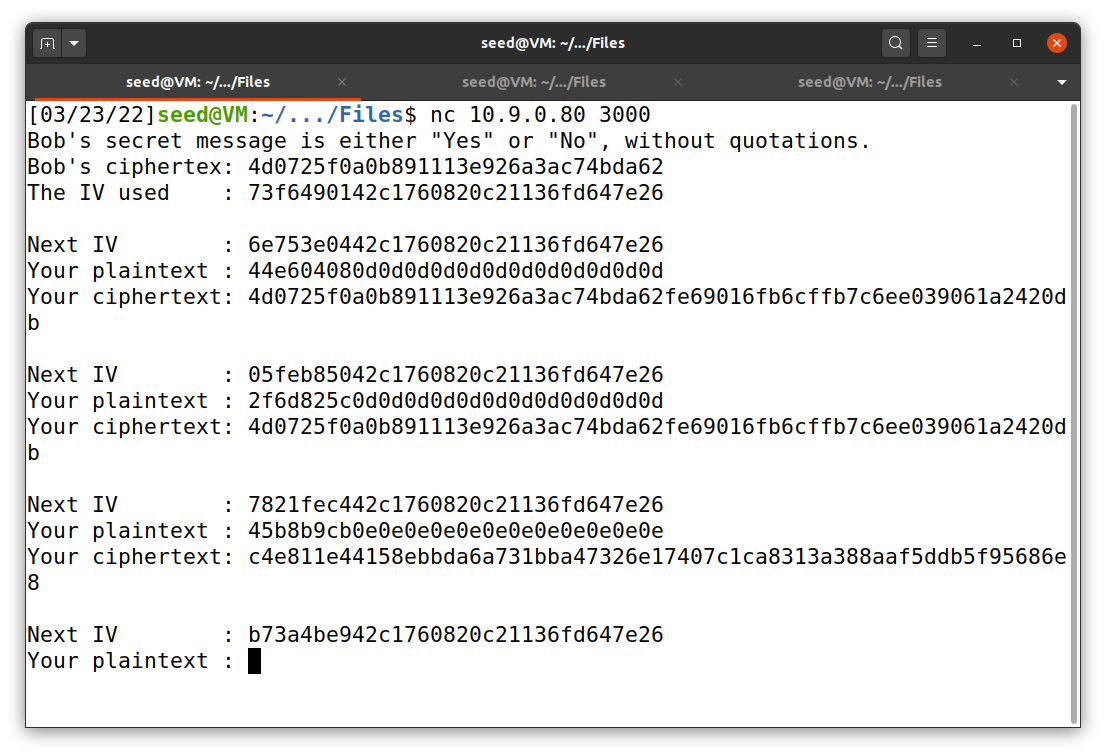 seed@VM: ~/.../Files
seed@VM: ~/.../Files
seed@VM: ~/.../Files
seed@VM: ~/.../Files
[03/23/22]seed@VM:~/.../Files$ nc 10.9.0.80 3000
Bob's secret message is either "Yes" or "No", without quotations.
Bob's ciphertex: 4d0725f0a0b891113e926a3ac74bda62
The IV used    : 73f6490142c1760820c21136fd647e26
Next IV        : 6e753e0442c1760820c21136fd647e26
Your plaintext : 44e604080d0d0d0d0d0d0d0d0d0d0d0d
Your ciphertext: 4d0725f0a0b891113e926a3ac74bda62fe69016fb6cffb7c6ee039061a2420d
b
Next IV        : 05feb85042c1760820c21136fd647e26
Your plaintext : 2f6d825c0d0d0d0d0d0d0d0d0d0d0d0d
Your ciphertext: 4d0725f0a0b891113e926a3ac74bda62fe69016fb6cffb7c6ee039061a2420d
b
Next IV        : 7821fec442c1760820c21136fd647e26
Your plaintext : 45b8b9cb0e0e0e0e0e0e0e0e0e0e0e0e
Your ciphertext: c4e811e44158ebbda6a731bba47326e17407c1ca8313a388aaf5ddb5f95686e
8
Next IV        : b73a4be942c1760820c21136fd647e26
Your plaintext :